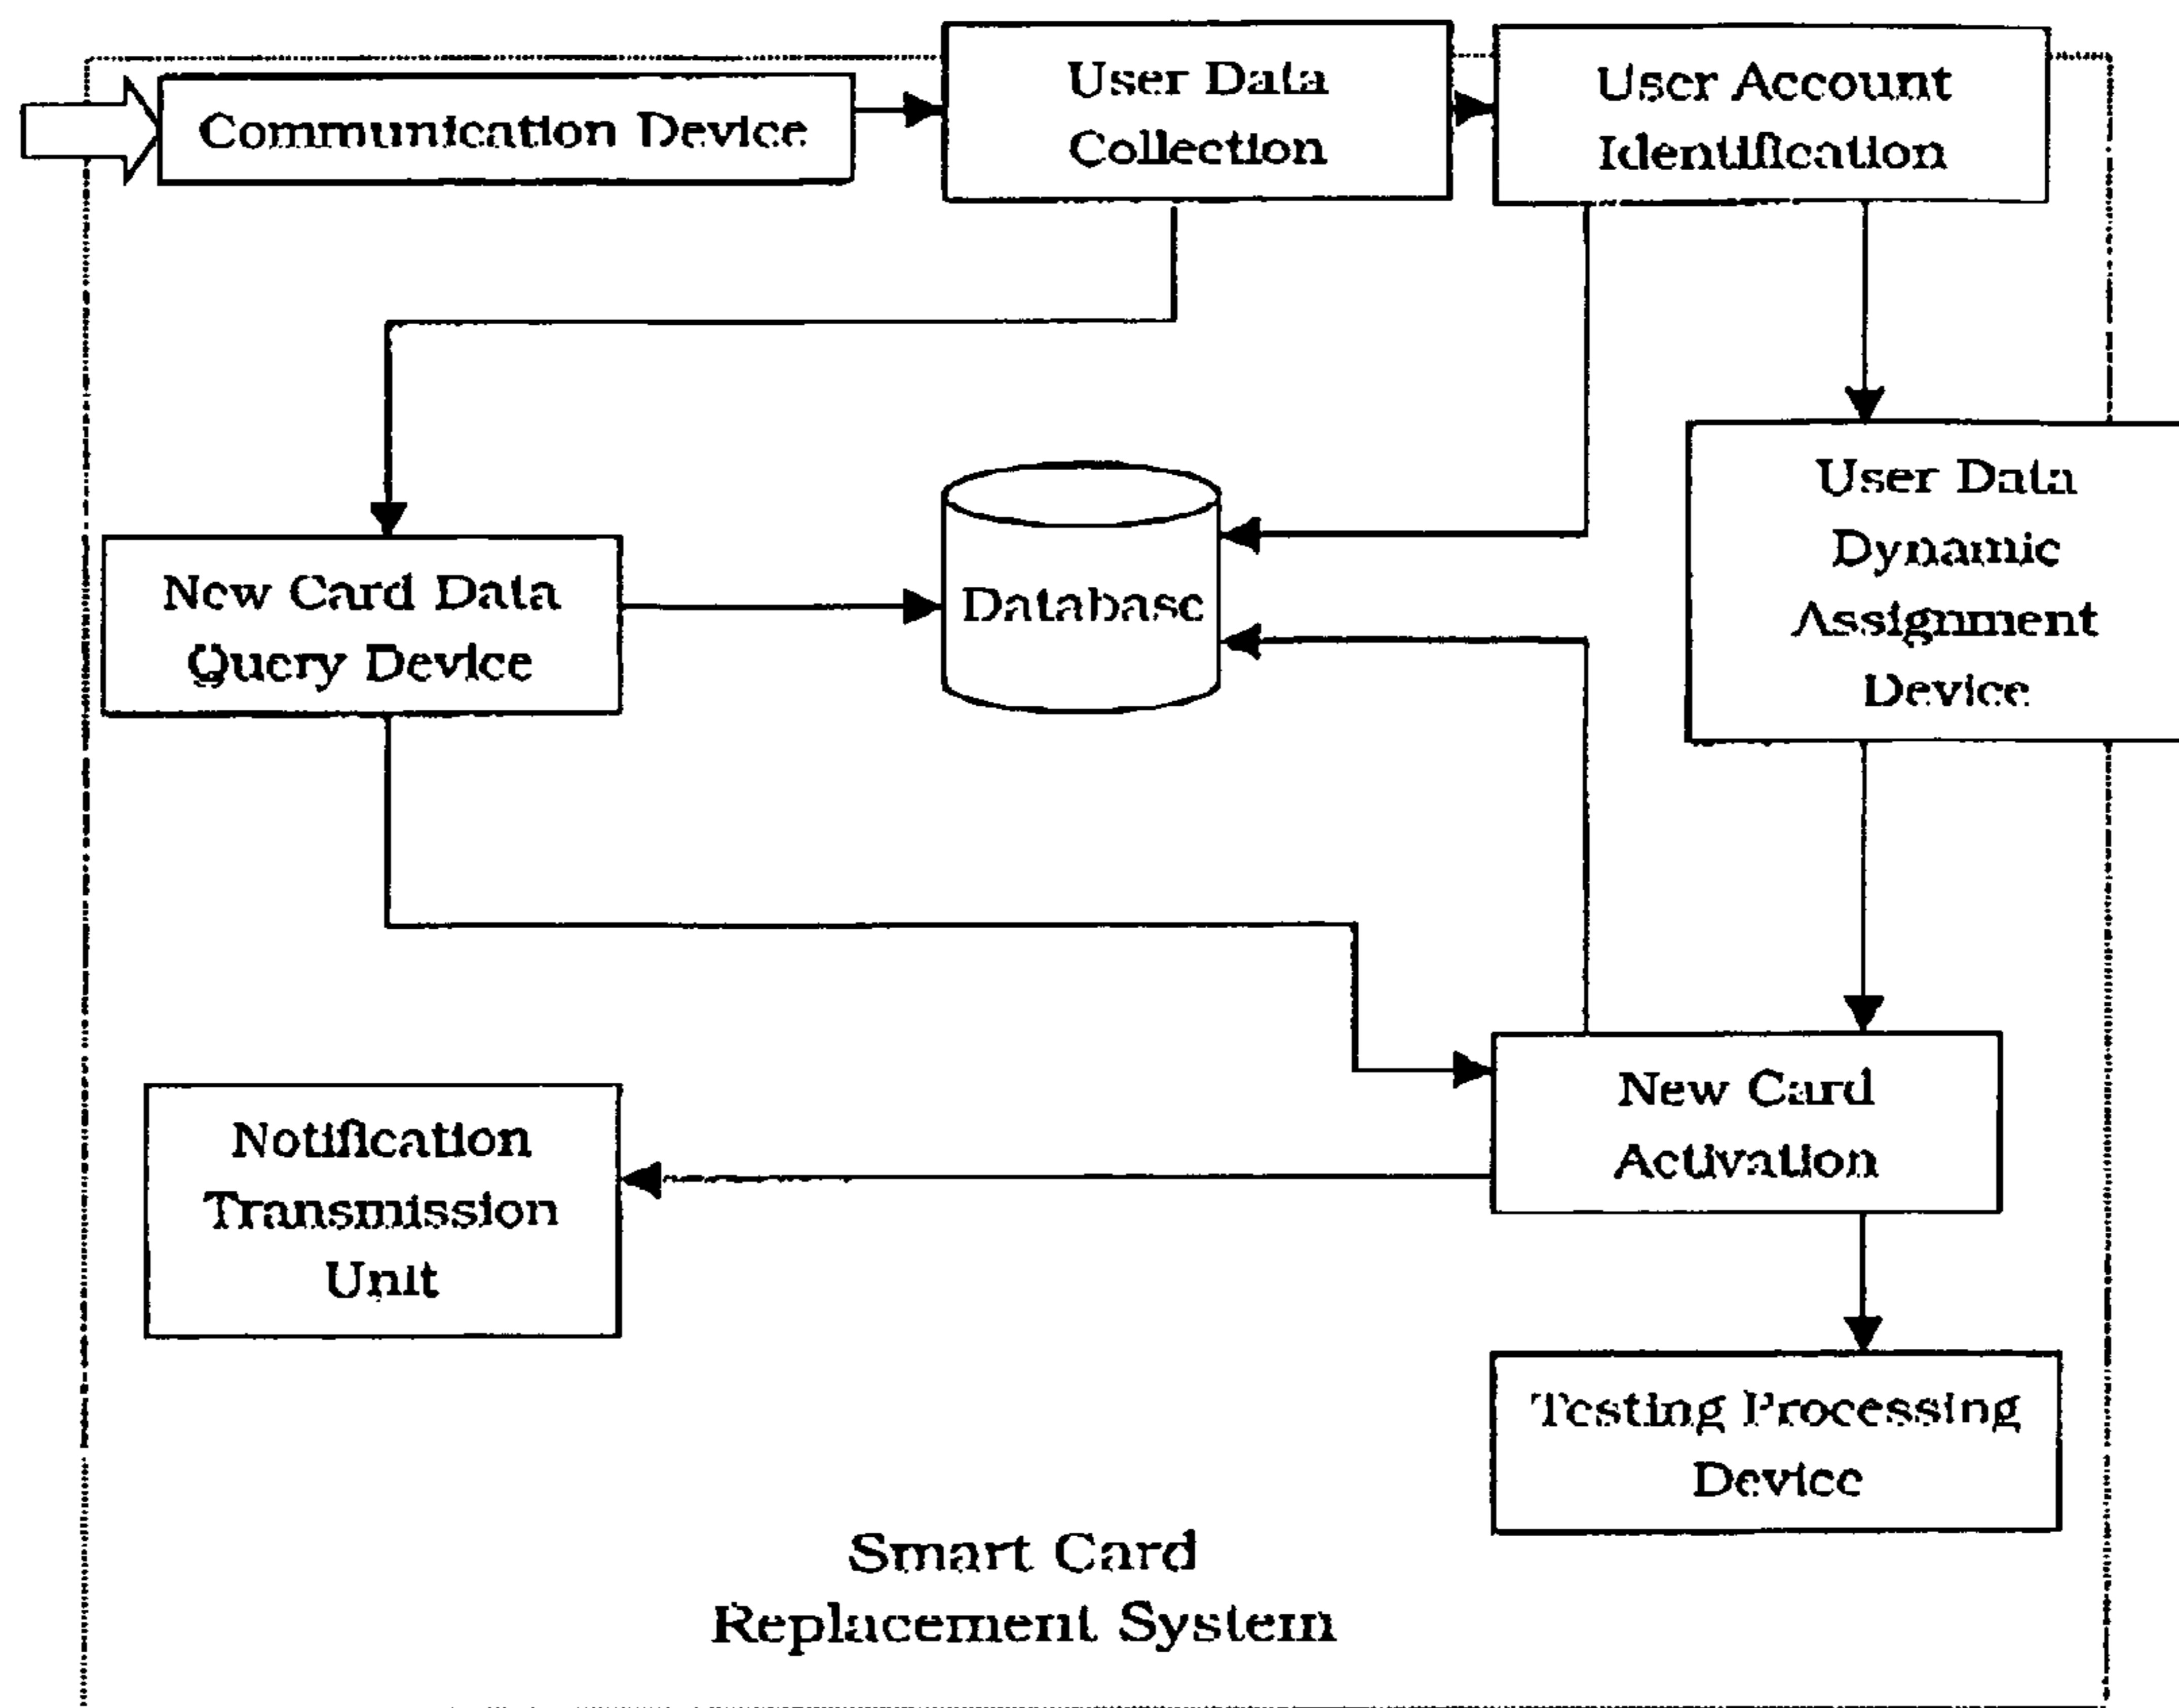 Communication Device
User Data
Collection
User Account
Identification
User Data
Dynamic
Assignment
Device
New Card Data
Query Device
Database
New Card
Activation
Notification
Transmission
Unit
Testing Processing
Device
Smart Card
Replacement System